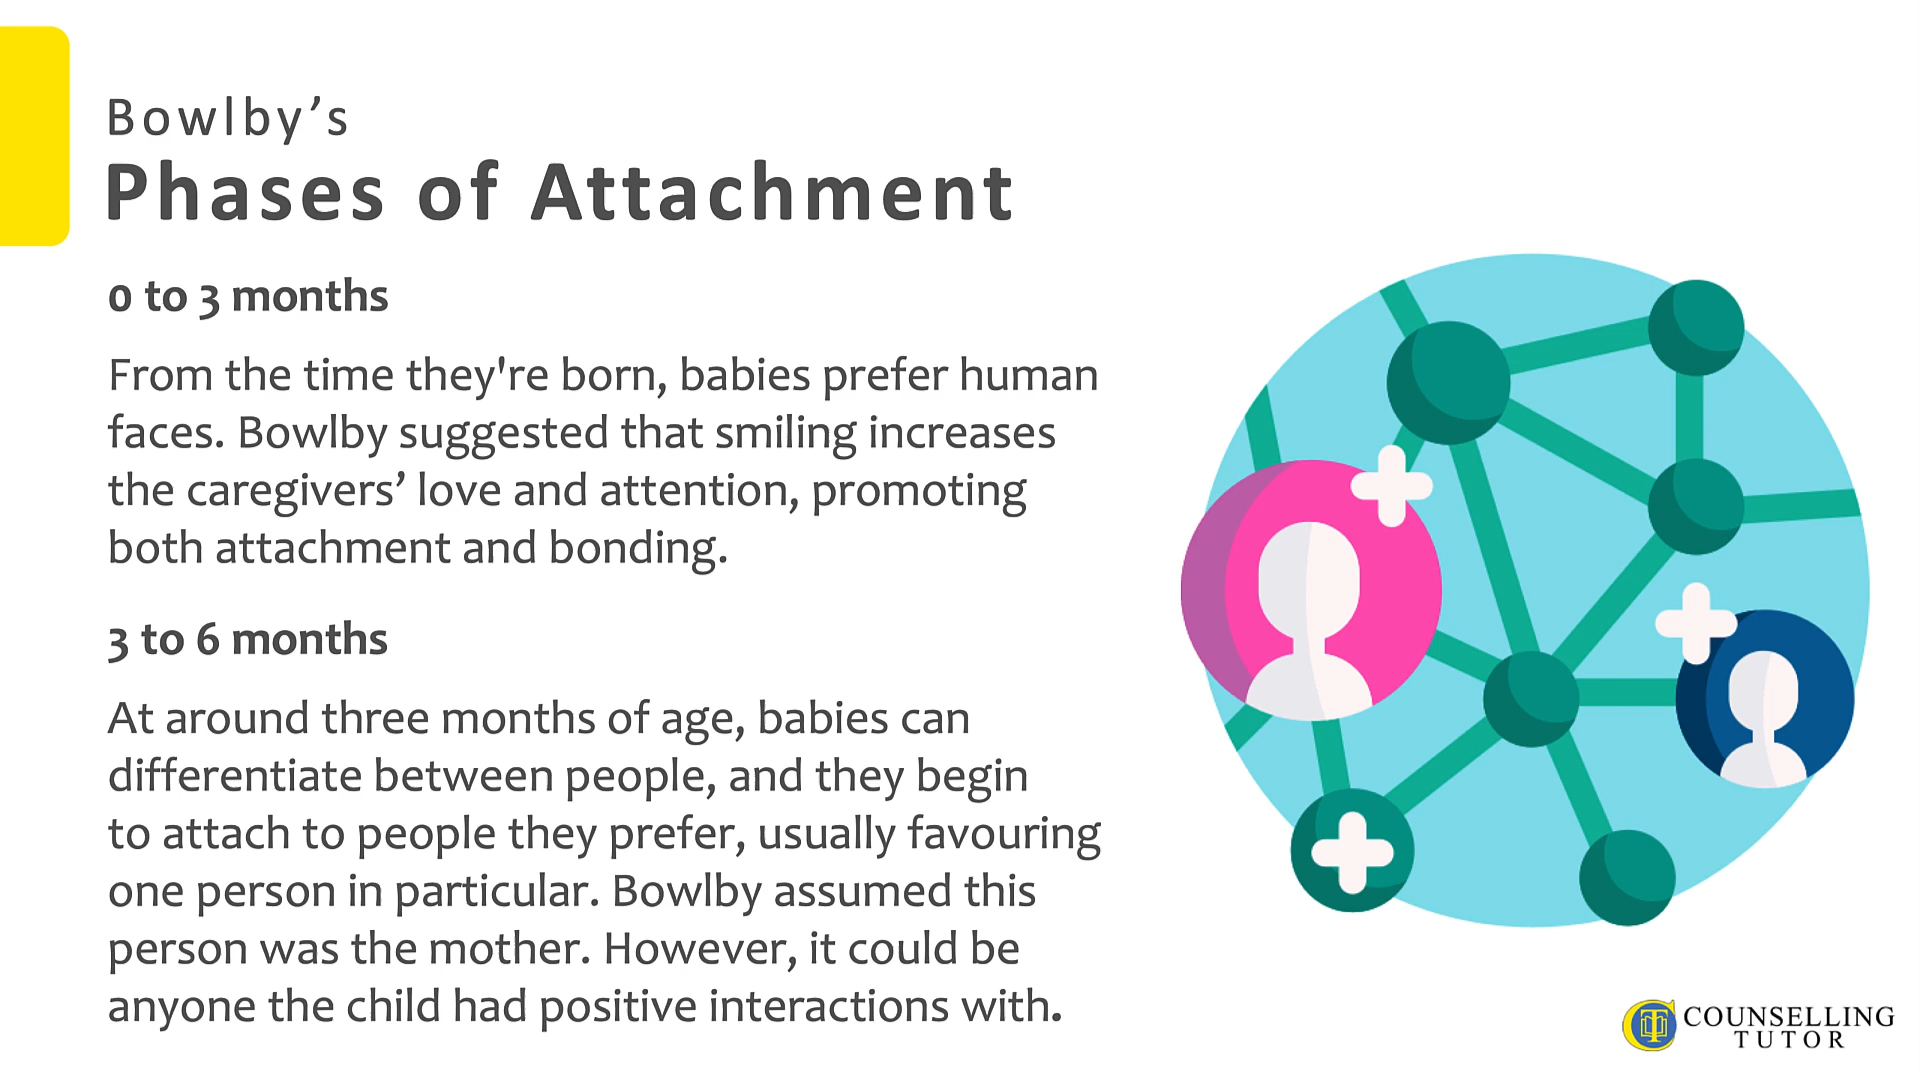 Bowlby’s
Phases of Attachment
0 to 3 months
From the time they're born, babies prefer human
faces. Bowlby suggested that smiling increases
the caregivers’ love and attention, promoting
both attachment and bonding.
3 to 6 months
At around three months of age, babies can
differentiate between people, and they begin
to attach to people they prefer, usually favouring
one person in particular. Bowlby assumed this
person was the mother. However, it could be
anyone the child had positive interactions with.
COUNSELLING
TUTOR